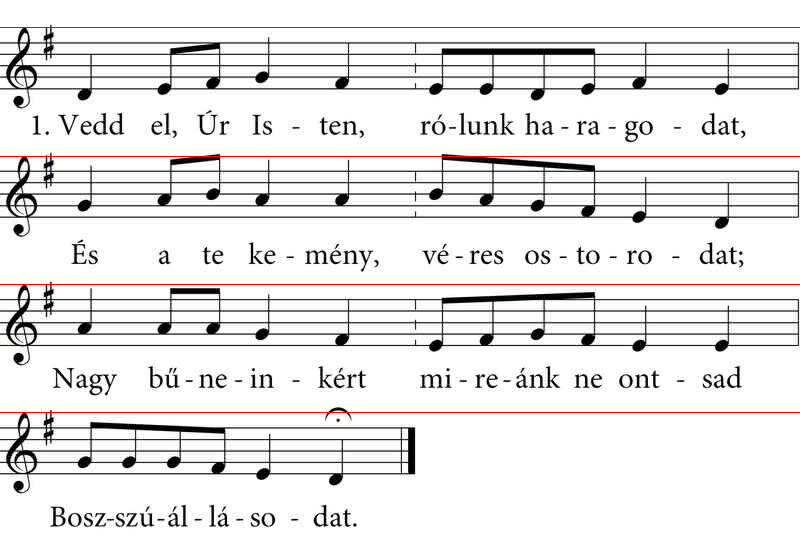 1. Vedd el, Úr Is - ten, ró-lunk ha - ra - go - dat,
És a te ke - mény, vé - res os - to - ro - dat;
Nagy bű - ne - in - kért mi - re - ánk ne ont - sad
Bosz-szú-ál - lá - so - dat.